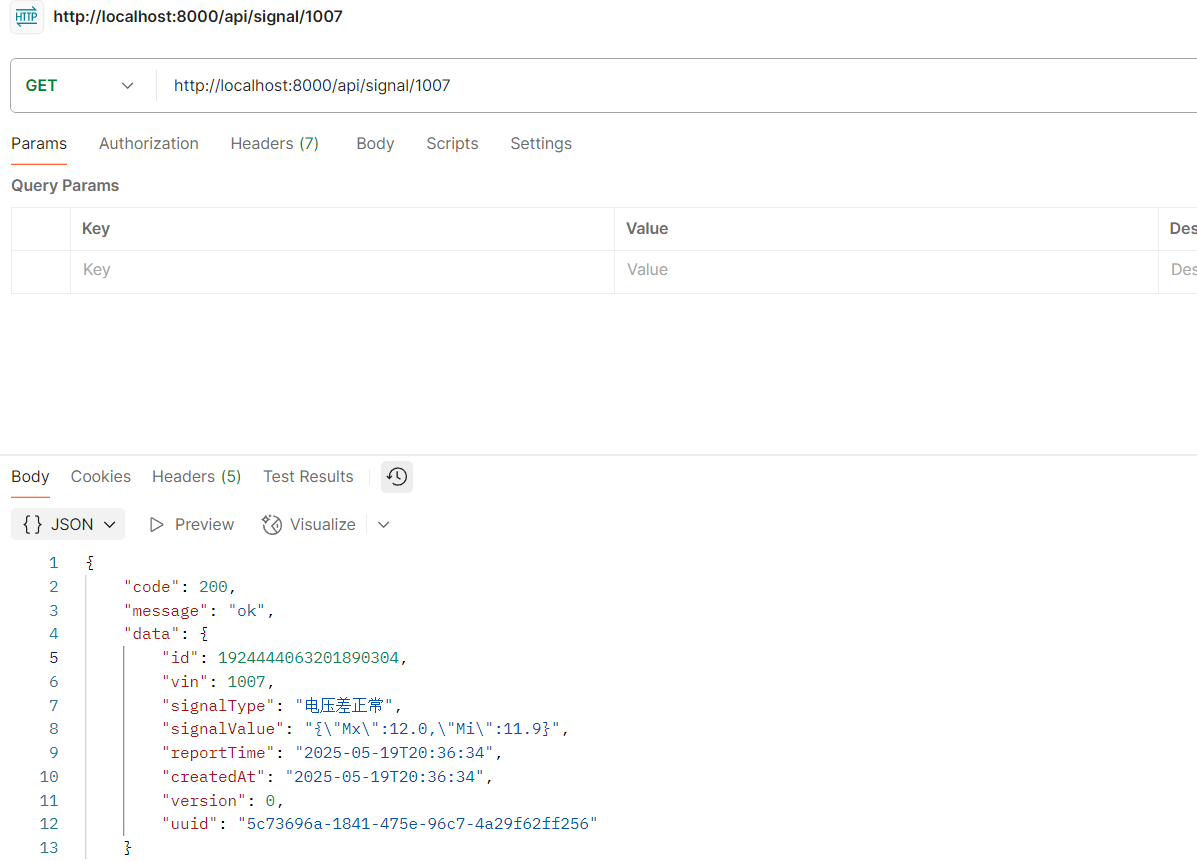 HTTP http://localhost:8000/api/signal/1007
GET http://localhost:8000/api/signal/1007
Params Authorization Headers (7) Body Scripts Settings
Query Params
Key Value Des
Key Value Des
Body Cookies Headers (5) Test Results
{} JSON Preview Visualize
1 {
2 "code": 200,
3 "message": "ok",
4 "data": {
5 "id": 1924444063201890304,
6 "vin": 1007,
7 "signalType": "电压差正常",
8 "signalValue": "{\"Mx\":12.0,\"Mi\":11.9}",
9 "reportTime": "2025-05-19T20:36:34",
10 "createdAt": "2025-05-19T20:36:34",
11 "version": 0,
12 "uuid": "5c73696a-1841-475e-96c7-4a29f62ff256"
13 }